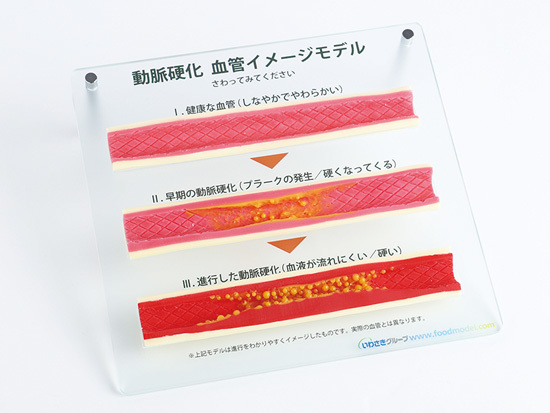 動脈硬化 血管イメージモデル
さわってみてください
Ⅰ.健康な血管(しなやかでやわらかい)
Ⅱ.早期の動脈硬化(プラークの発生／硬くなってくる)
Ⅲ.進行した動脈硬化(血液が流れにくい／硬い)
※上記モデルは進行をわかりやすくイメージしたものです。実際の血管とは異なります。
いわさきグループ www.foodmodel.com